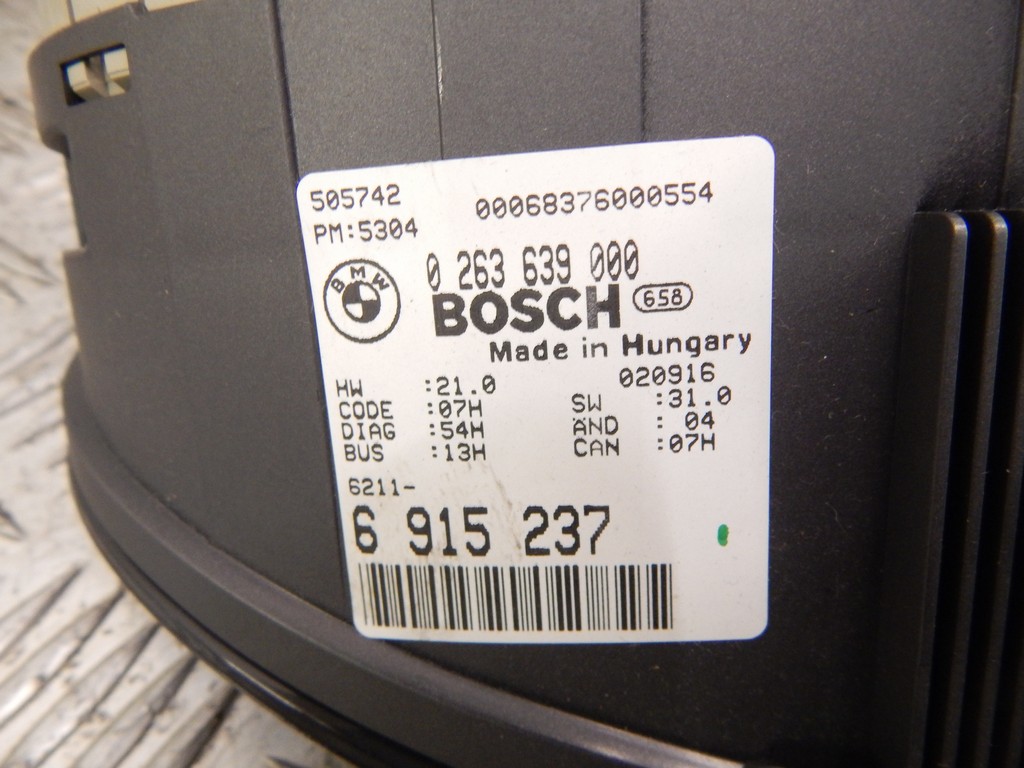 505742
00068376000554
PM:5304
BMW
0 263 639 000
BOSCH 658
Made in Hungary
020916
HW :21.0 SW :31.0
CODE :07H ÄND : 04
DIAG :54H CAN :07H
BUS :13H
6211-
6 915 237